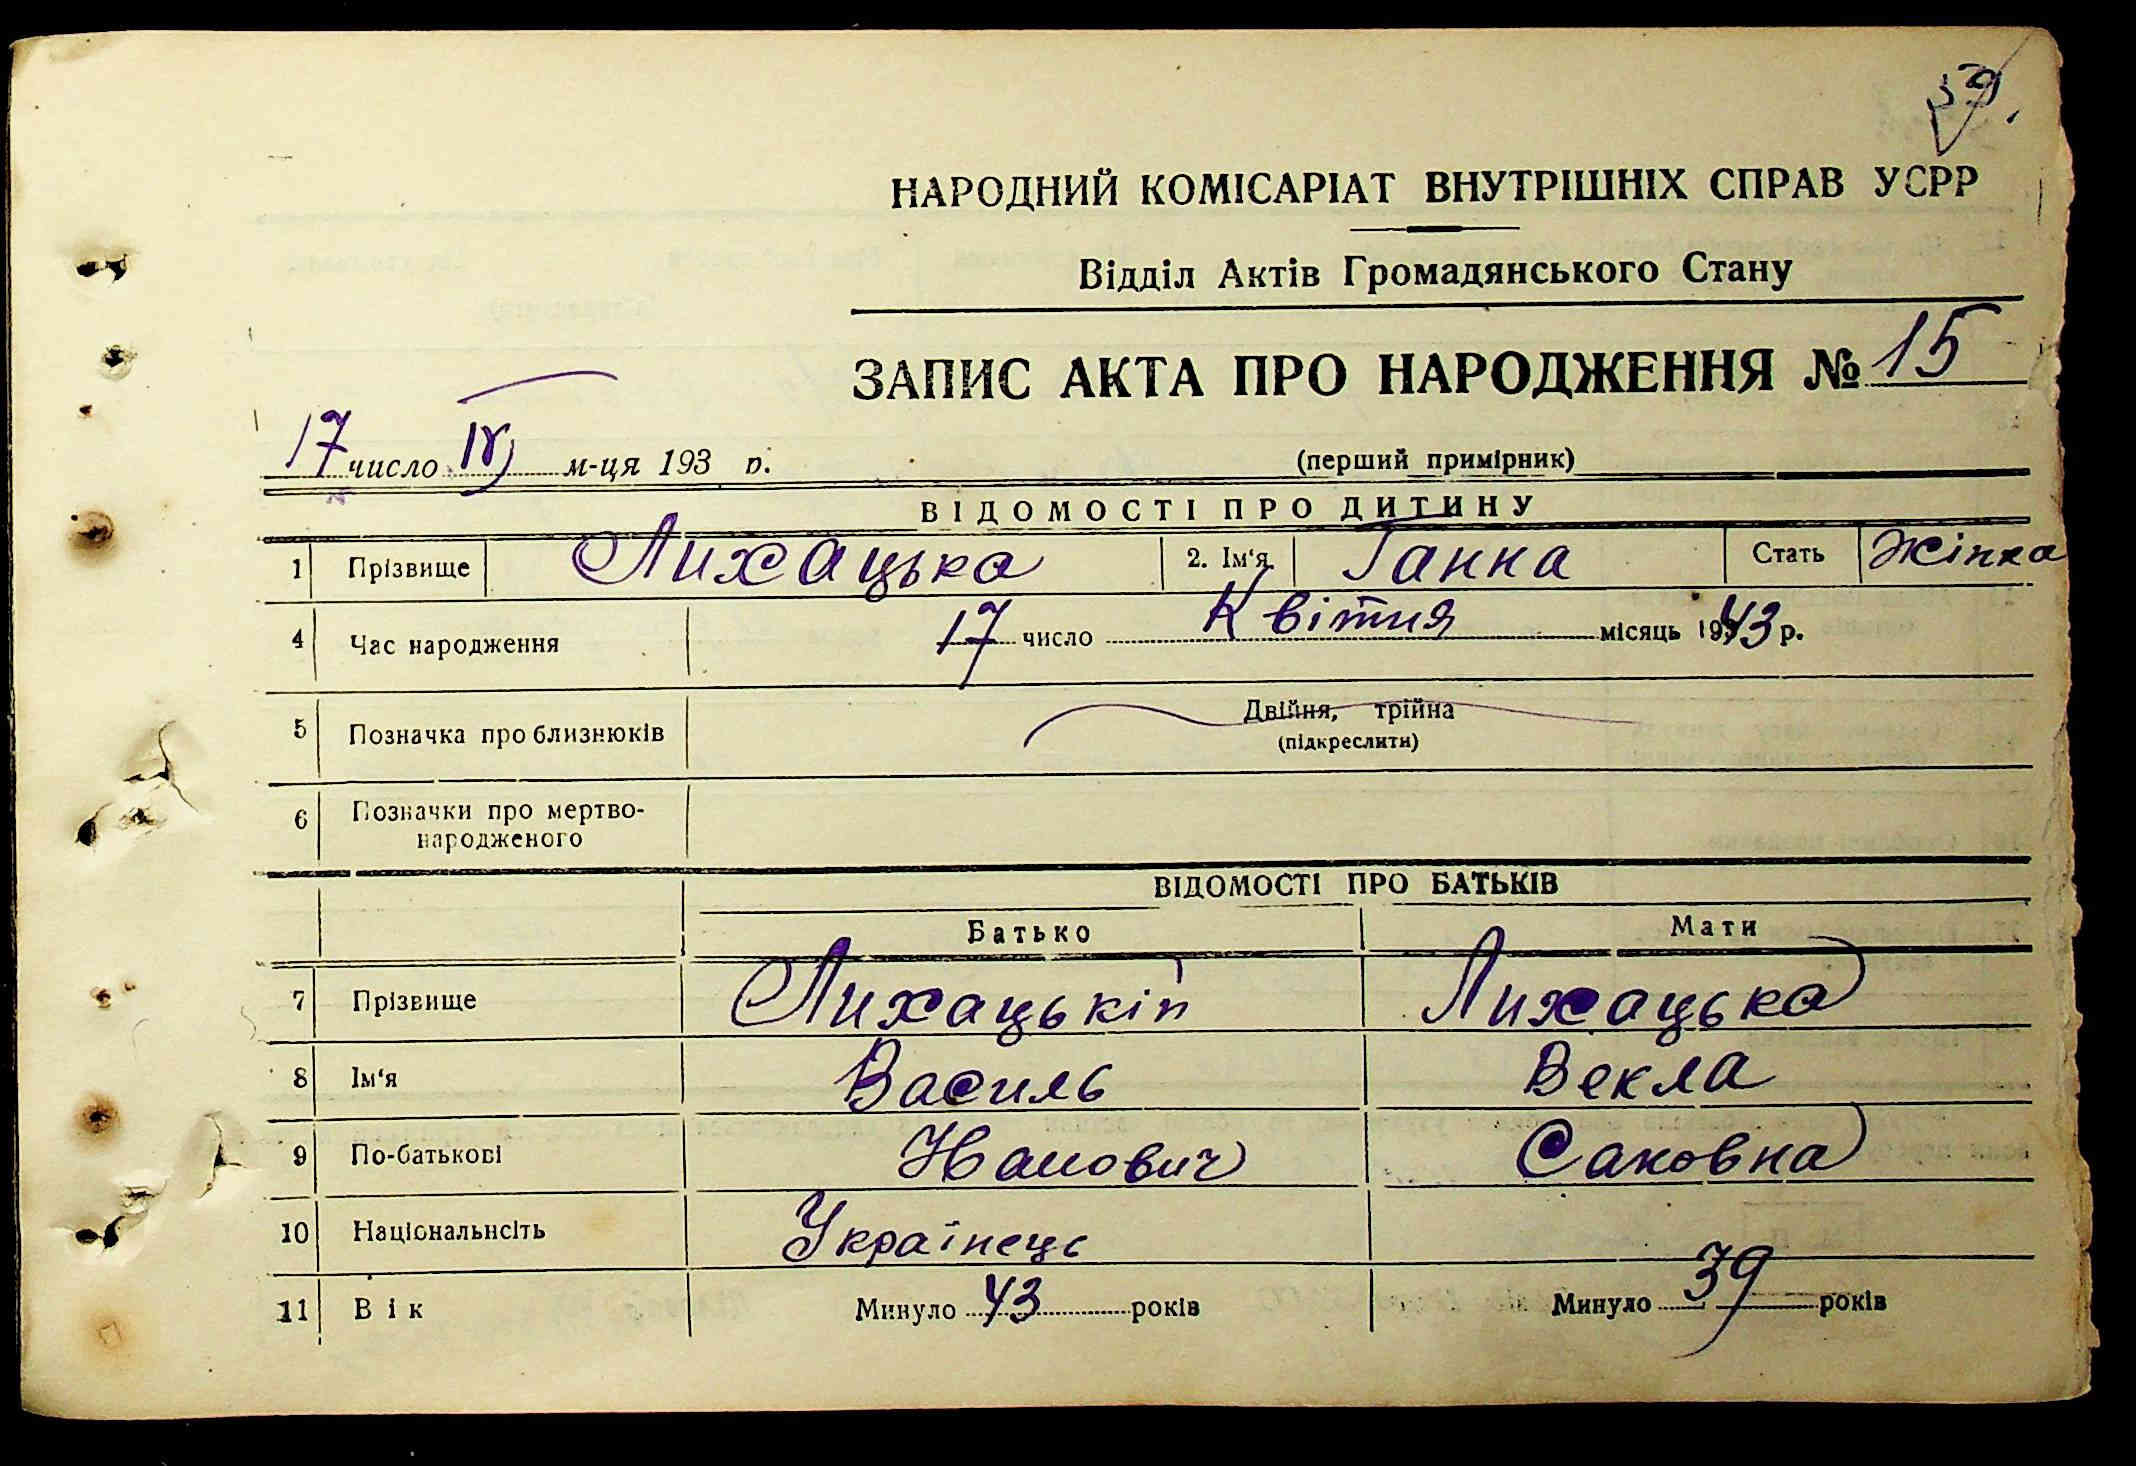 39.
НАРОДНИЙ КОМІСАРІАТ ВНУТРІШНІХ СПРАВ УСРР
Відділ Актів Громадянського Стану
ЗАПИС АКТА ПРО НАРОДЖЕННЯ № 15
17 число IV м-ця 193 р. (перший примірник)
ВІДОМОСТІ ПРО ДИТИНУ
1 Прізвище Лихацька 2. Ім‘я Ганна Стать Жінка
4 Час народження 17 число Квітня місяць 1943 р.
5 Позначка про близнюків Двійня, трійна
(підкреслити)
6 Позначки про мертво-
народженого
ВІДОМОСТІ ПРО БАТЬКІВ
Батько Мати
7 Прізвище Лихацькій Лихацька
8 Ім‘я Василь Векла
9 По-батькові Саковна
10 Національнсіть Українець
11 Вік Минуло 43 років Минуло 39 років